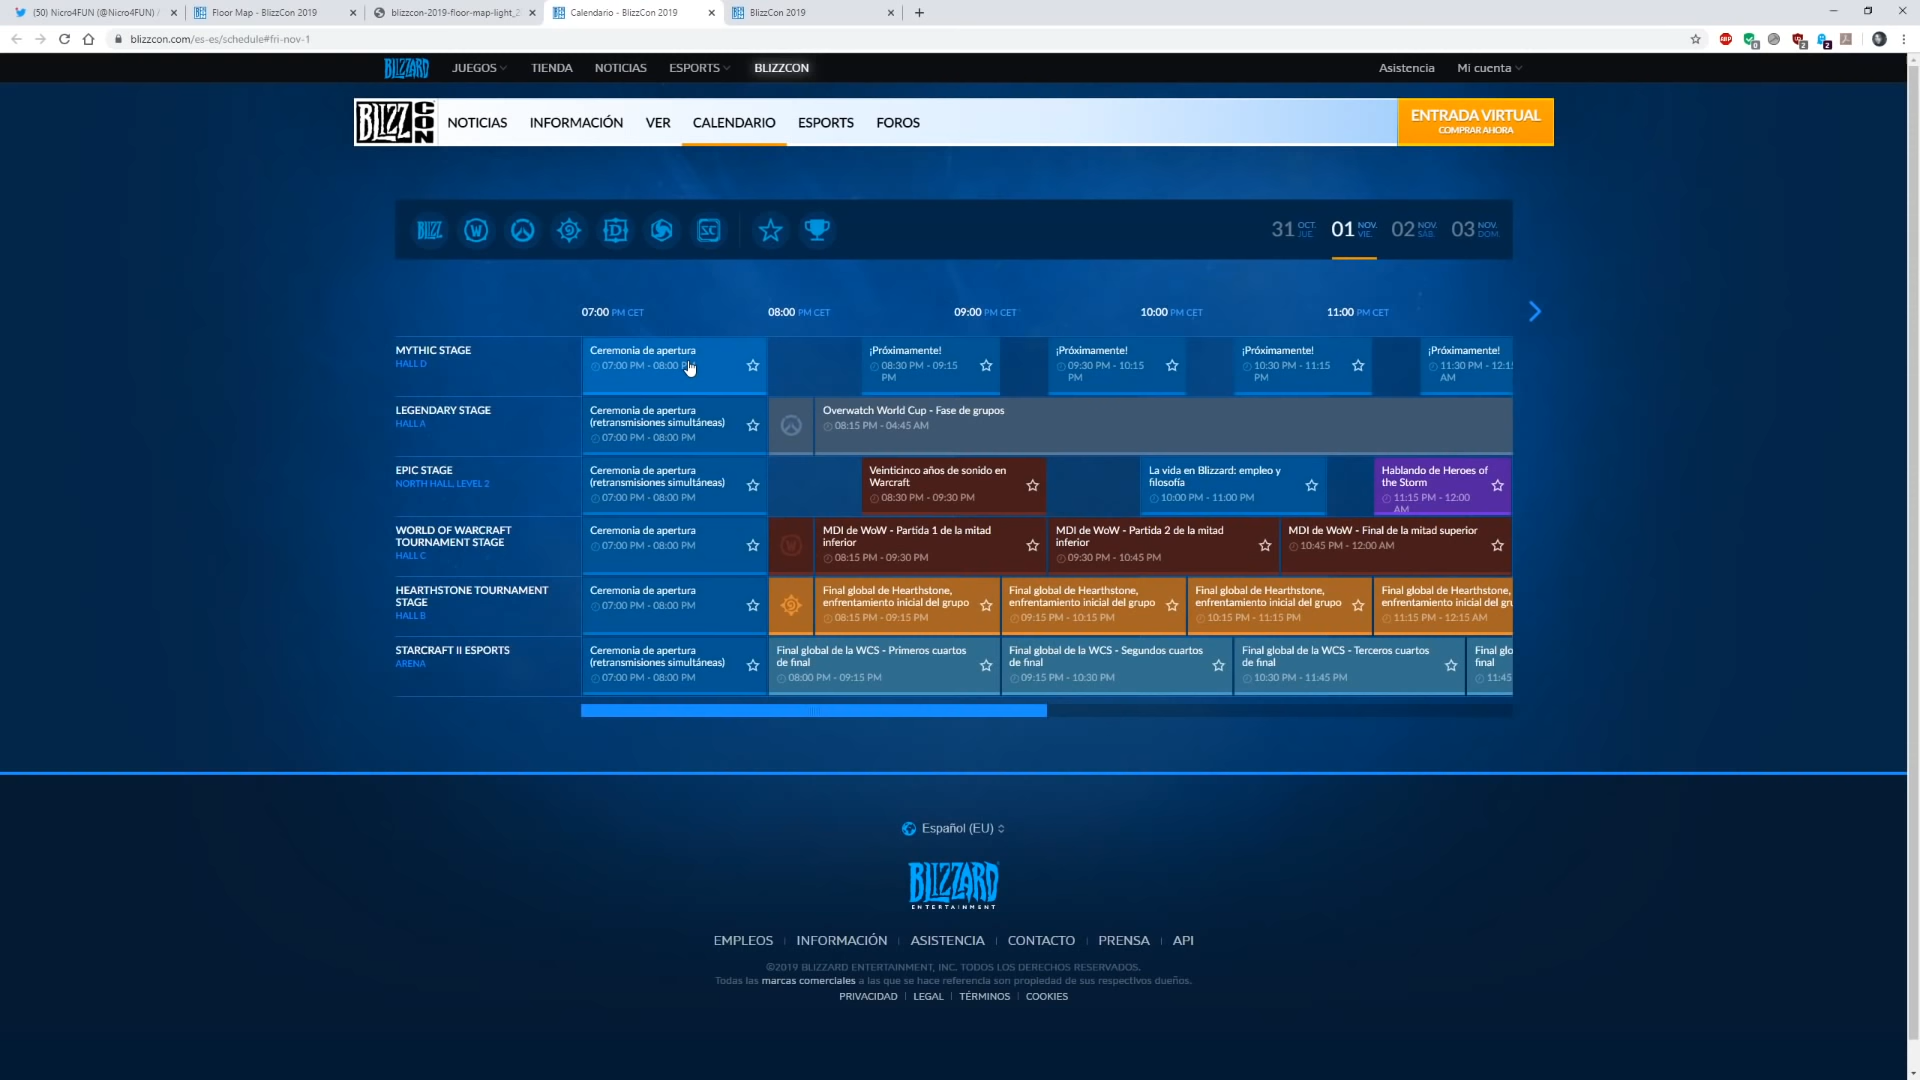 (50) Nicro4FUN (@Nicro4FUN) /
Floor Map - BlizzCon 2019
blizzcon-2019-floor-map-light_2
Calendario - BlizzCon 2019
BlizzCon 2019
blizzcon.com/es-es/schedule#fri-nov-1
BLIZZARD
JUEGOS
TIENDA
NOTICIAS
ESPORTS
BLIZZCON
Asistencia
Mi cuenta
BLIZZCON
NOTICIAS
INFORMACIÓN
VER
CALENDARIO
ESPORTS
FOROS
ENTRADA VIRTUAL
COMPRAR AHORA
BLIZZ
31 OCT. JUE.
01 NOV. VIE.
02 NOV. SÁB.
03 NOV. DOM.
07:00 PM CET
08:00 PM CET
09:00 PM CET
10:00 PM CET
11:00 PM CET
MYTHIC STAGE
HALL D
Ceremonia de apertura
07:00 PM - 08:00 PM
¡Próximamente!
08:30 PM - 09:15
PM
¡Próximamente!
09:30 PM - 10:15
PM
¡Próximamente!
10:30 PM - 11:15
PM
¡Próximamente!
11:30 PM - 12:1
AM
LEGENDARY STAGE
HALL A
Ceremonia de apertura
(retransmisiones simultáneas)
07:00 PM - 08:00 PM
Overwatch World Cup - Fase de grupos
08:15 PM - 04:45 AM
EPIC STAGE
NORTH HALL, LEVEL 2
Ceremonia de apertura
(retransmisiones simultáneas)
07:00 PM - 08:00 PM
Veinticinco años de sonido en
Warcraft
08:30 PM - 09:30 PM
La vida en Blizzard: empleo y
filosofía
10:00 PM - 11:00 PM
Hablando de Heroes of
the Storm
11:15 PM - 12:00
AM
WORLD OF WARCRAFT
TOURNAMENT STAGE
HALL C
Ceremonia de apertura
07:00 PM - 08:00 PM
MDI de WoW - Partida 1 de la mitad
inferior
08:15 PM - 09:30 PM
MDI de WoW - Partida 2 de la mitad
inferior
09:30 PM - 10:45 PM
MDI de WoW - Final de la mitad superior
10:45 PM - 12:00 AM
HEARTHSTONE TOURNAMENT
STAGE
HALL B
Ceremonia de apertura
07:00 PM - 08:00 PM
Final global de Hearthstone,
enfrentamiento inicial del grupo
08:15 PM - 09:15 PM
Final global de Hearthstone,
enfrentamiento inicial del grupo
09:15 PM - 10:15 PM
Final global de Hearthstone,
enfrentamiento inicial del grupo
10:15 PM - 11:15 PM
Final global de Hearthstone,
enfrentamiento inicial del gru
11:15 PM - 12:15 AM
STARCRAFT II ESPORTS
ARENA
Ceremonia de apertura
(retransmisiones simultáneas)
07:00 PM - 08:00 PM
Final global de la WCS - Primeros cuartos
de final
08:00 PM - 09:15 PM
Final global de la WCS - Segundos cuartos
de final
09:15 PM - 10:30 PM
Final global de la WCS - Terceros cuartos
de final
10:30 PM - 11:45 PM
Final glo
final
11:45
Español (EU)
BLIZZARD
ENTERTAINMENT
EMPLEOS | INFORMACIÓN | ASISTENCIA | CONTACTO | PRENSA | API
©2019 BLIZZARD ENTERTAINMENT, INC. TODOS LOS DERECHOS RESERVADOS.
Todas las marcas comerciales a las que se hace referencia son propiedad de sus respectivos dueños.
PRIVACIDAD | LEGAL | TÉRMINOS | COOKIES